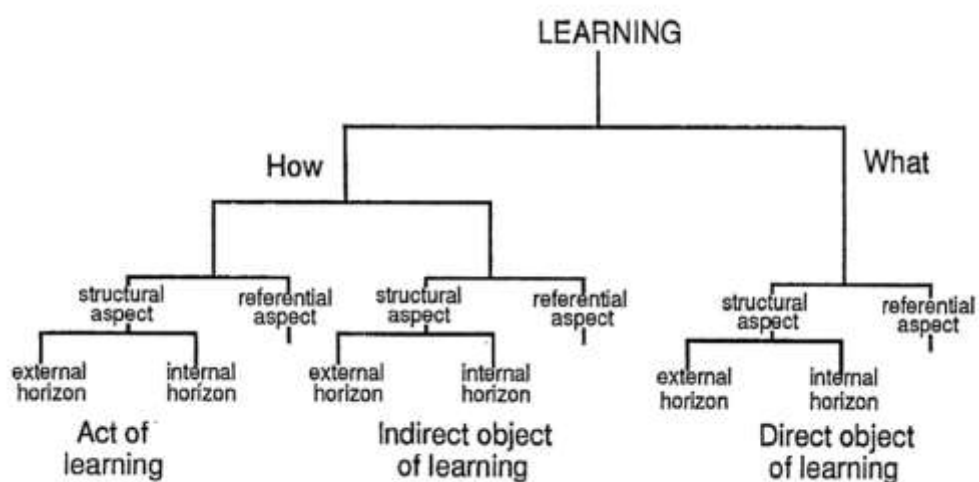 LEARNING
How
What
structural
aspect
referential
aspect
structural
aspect
referential
aspect
structural
aspect
referential
aspect
external
horizon
internal
horizon
external
horizon
internal
horizon
external
horizon
internal
horizon
Act of
learning
Indirect object
of learning
Direct object
of learning